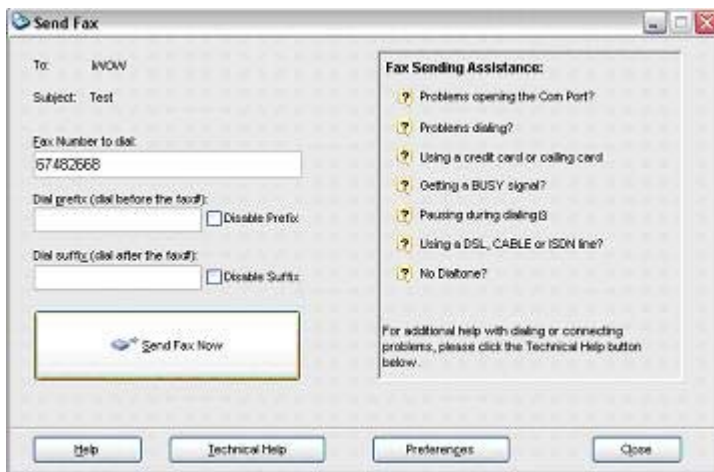 Send Fax
To: kWOW
Subject: Test
Fax Number to dial:
67482668
Dial prefix (dial before the fax#):
Disable Prefix
Dial suffix (dial after the fax#):
Disable Suffix
Send Fax Now
Fax Sending Assistance:
? Problems opening the Com Port?
? Problems dialing?
? Using a credit card or calling card
? Getting a BUSY signal?
? Pausing during dialing
? Using a DSL, CABLE or ISDN line?
? No Dialtone?
For additional help with dialing or connecting
problems, please click the Technical Help button
below.
Help
Technical Help
Preferences
Close